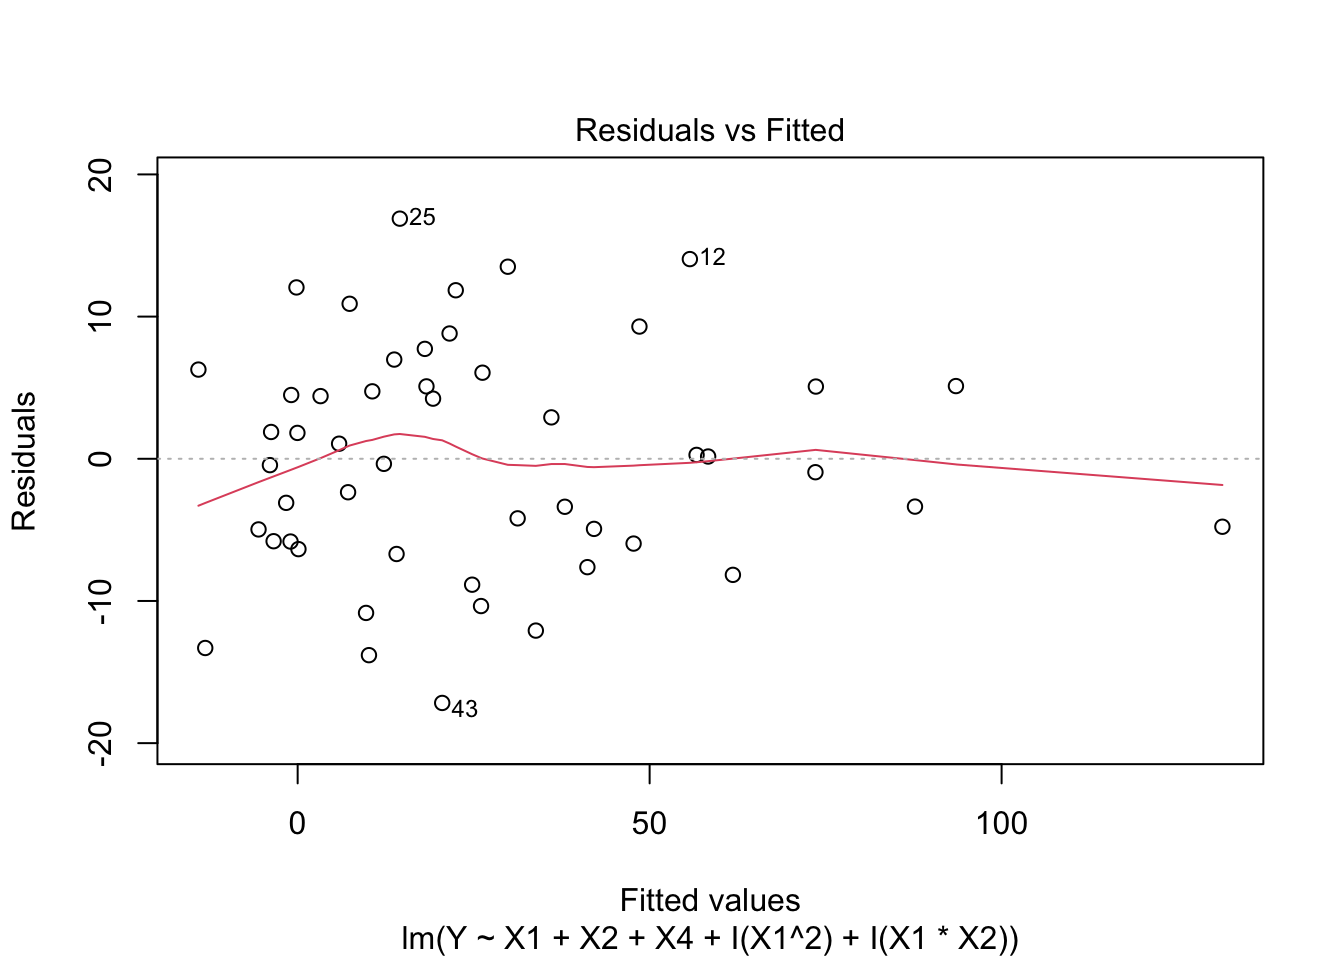 Residuals vs Fitted
20
10
0
-10
-20
Residuals
25
12
43
0 50 100
Fitted values
lm(Y ~ X1 + X2 + X4 + I(X1^2) + I(X1 * X2))